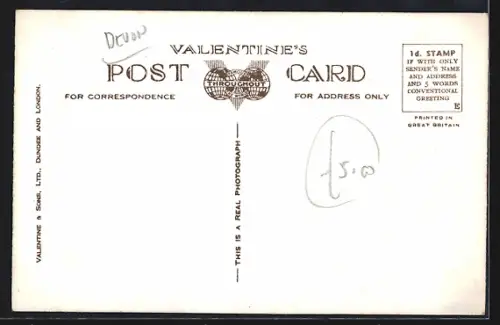 Devon
VALENTINE'S
POST CARD
THROUGHOUT
FOR CORRESPONDENCE
FOR ADDRESS ONLY
1d. STAMP
IF WITH ONLY
SENDER'S NAME
AND ADDRESS
AND 5 WORDS
CONVENTIONAL
GREETING
E
PRINTED IN
GREAT BRITAIN
VALENTINE & SONS, LTD., DUNDEE AND LONDON.
THIS IS A REAL PHOTOGRAPH
£5.00